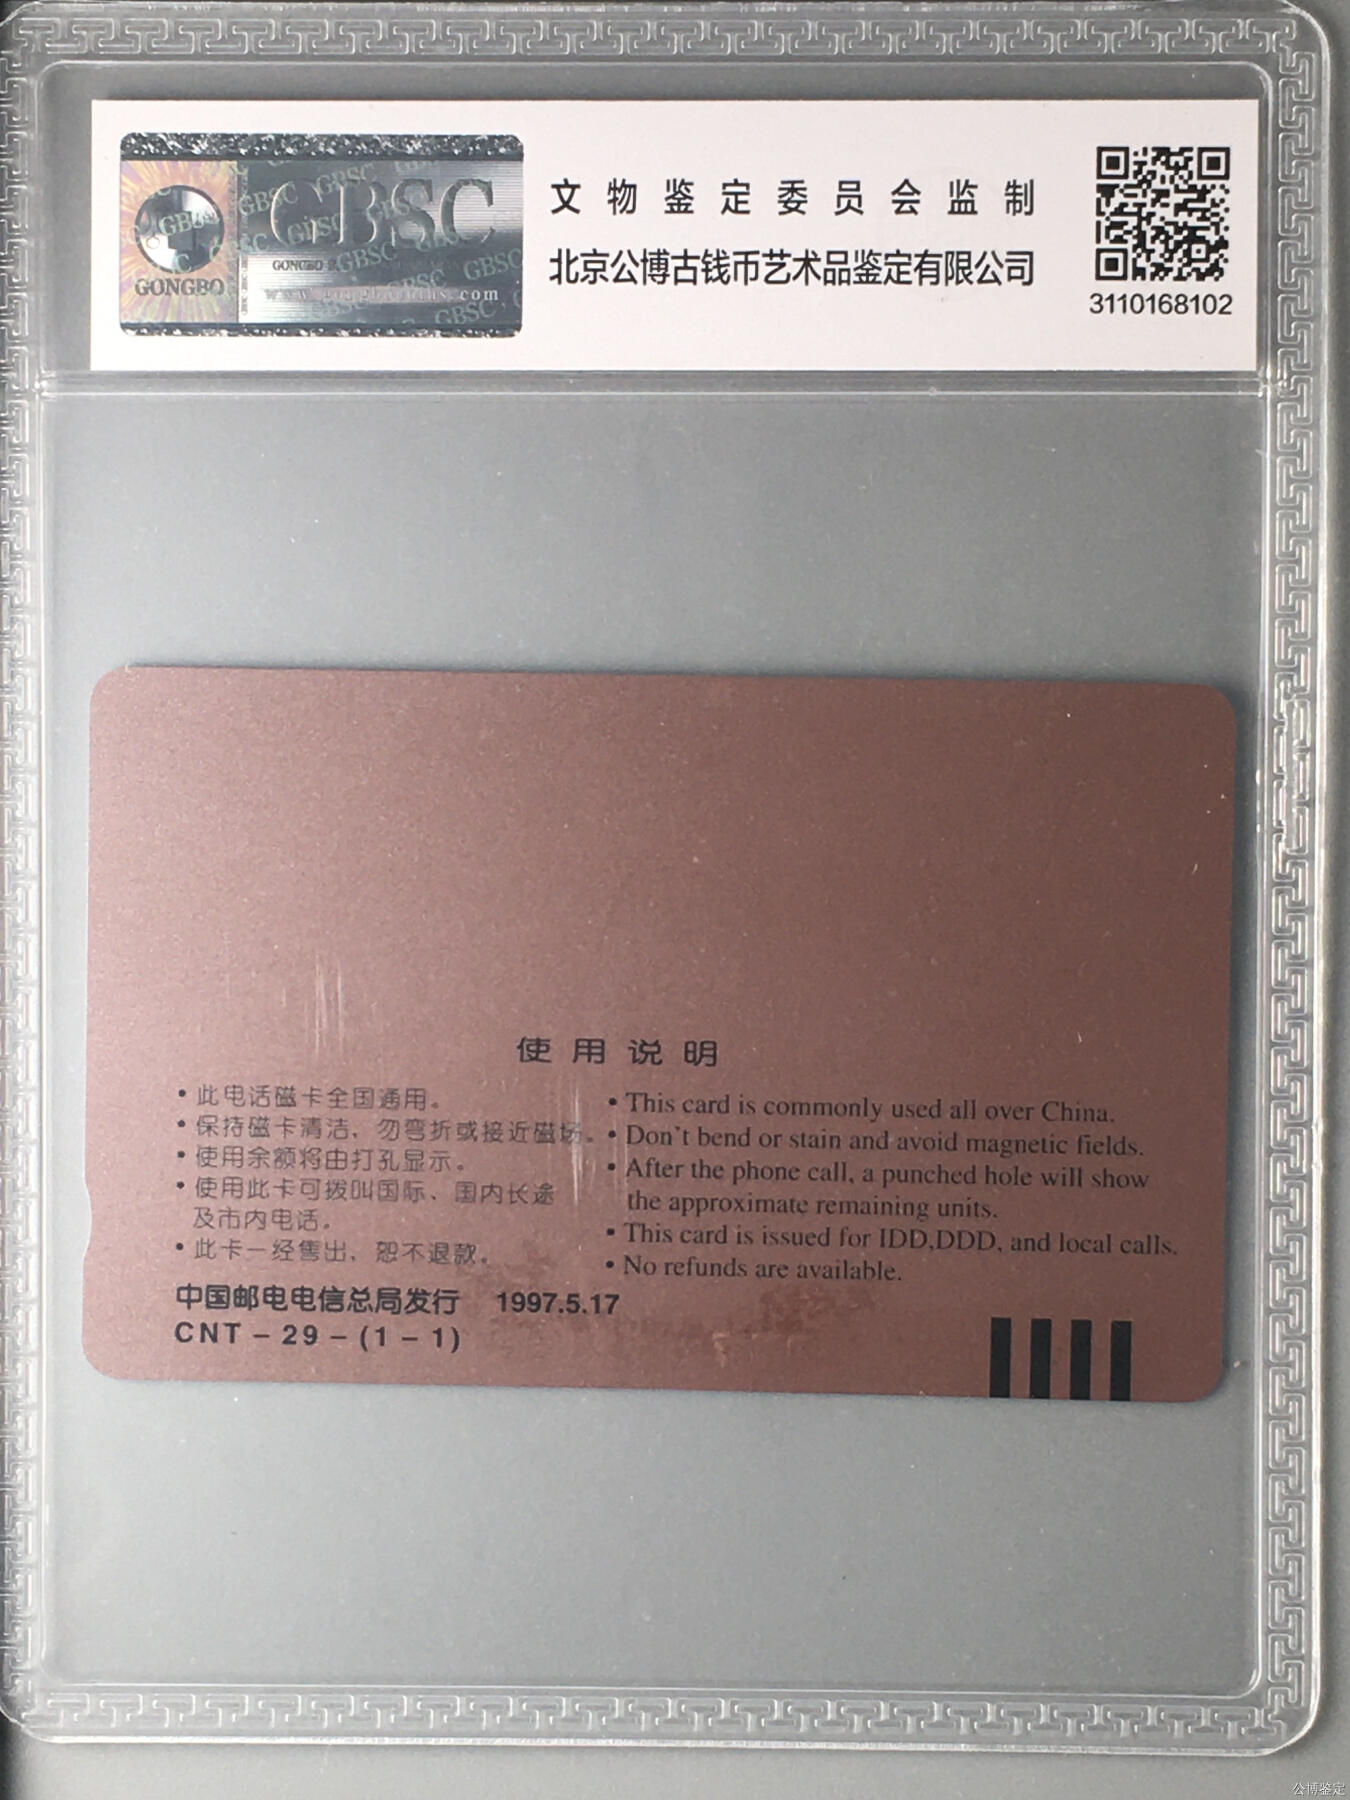 GBSC
GONGBO
www.gongbocoins.com
文物鉴定委员会监制
北京公博古钱币艺术品鉴定有限公司
3110168102
使用说明
• 此电话磁卡全国通用。
• 保持磁卡清洁，勿弯折或接近磁场。
• 使用余额将由打孔显示。
• 使用此卡可拨叫国际、国内长途
及市内电话。
• 此卡一经售出，恕不退款。
• This card is commonly used all over China.
• Don't bend or stain and avoid magnetic fields.
• After the phone call, a punched hole will show
the approximate remaining units.
• This card is issued for IDD,DDD, and local calls.
• No refunds are available.
中国邮电电信总局发行 1997.5.17
CNT－29－(1－1)
公博鉴定